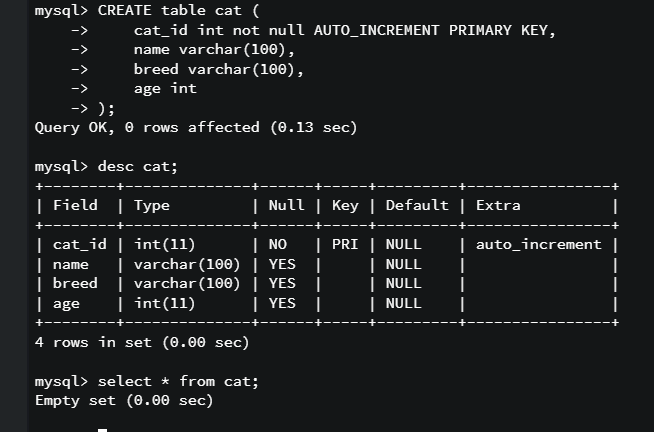 mysql> CREATE table cat (
    ->     cat_id int not null AUTO_INCREMENT PRIMARY KEY,
    ->     name varchar(100),
    ->     breed varchar(100),
    ->     age int
    -> );
Query OK, 0 rows affected (0.13 sec)

mysql> desc cat;
+--------+--------------+------+-----+---------+----------------+
| Field  | Type         | Null | Key | Default | Extra          |
+--------+--------------+------+-----+---------+----------------+
| cat_id | int(11)      | NO   | PRI | NULL    | auto_increment |
| name   | varchar(100) | YES  |     | NULL    |                |
| breed  | varchar(100) | YES  |     | NULL    |                |
| age    | int(11)      | YES  |     | NULL    |                |
+--------+--------------+------+-----+---------+----------------+
4 rows in set (0.00 sec)

mysql> select * from cat;
Empty set (0.00 sec)